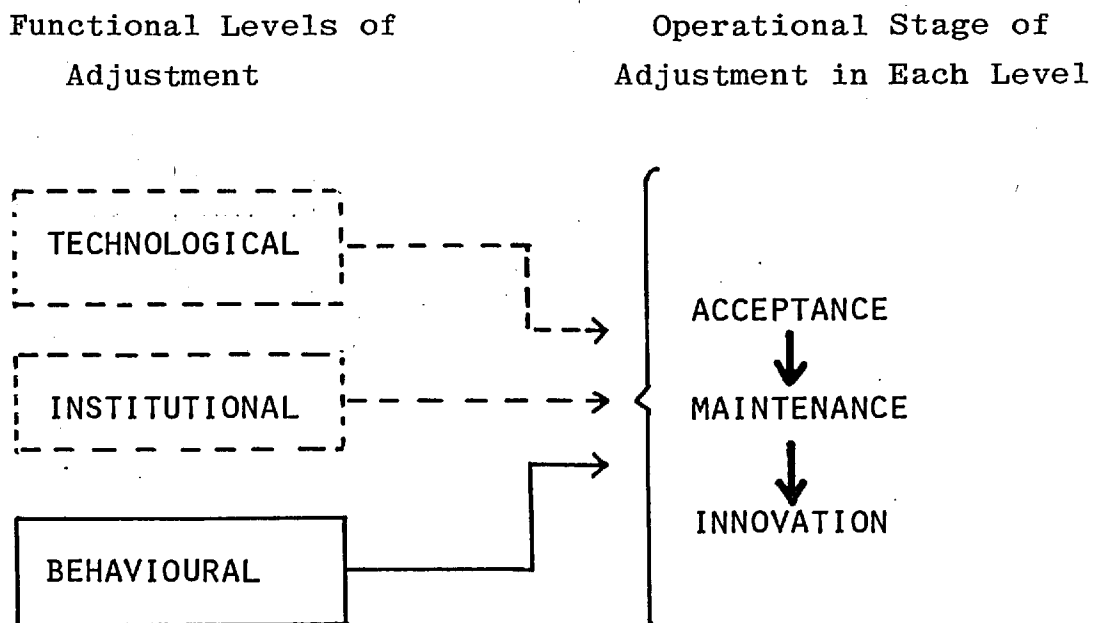 Functional Levels of
Adjustment
Operational Stage of
Adjustment in Each Level
TECHNOLOGICAL
INSTITUTIONAL
BEHAVIOURAL
ACCEPTANCE
MAINTENANCE
INNOVATION